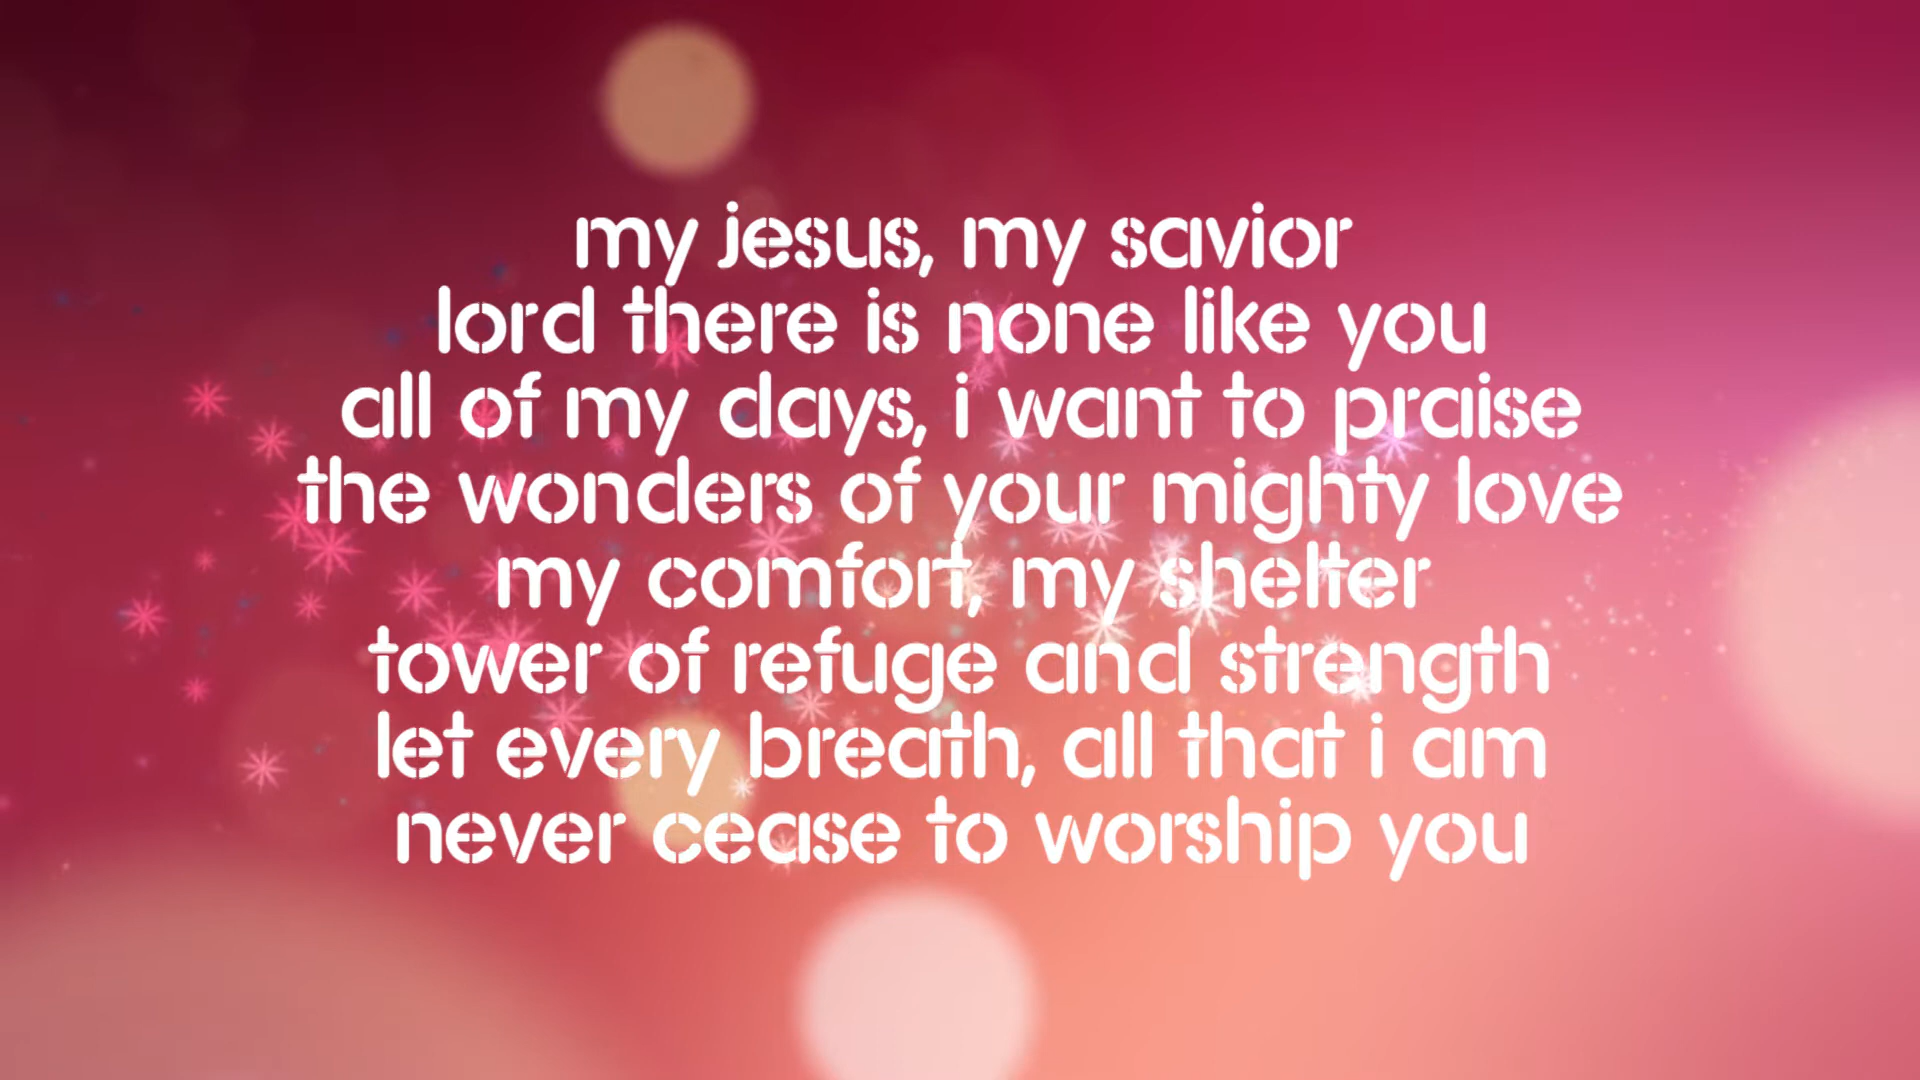 my jesus, my savior
lord there is none like you
all of my days, i want to praise
the wonders of your mighty love
my comfort, my shelter
tower of refuge and strength
let every breath, all that i am
never cease to worship you